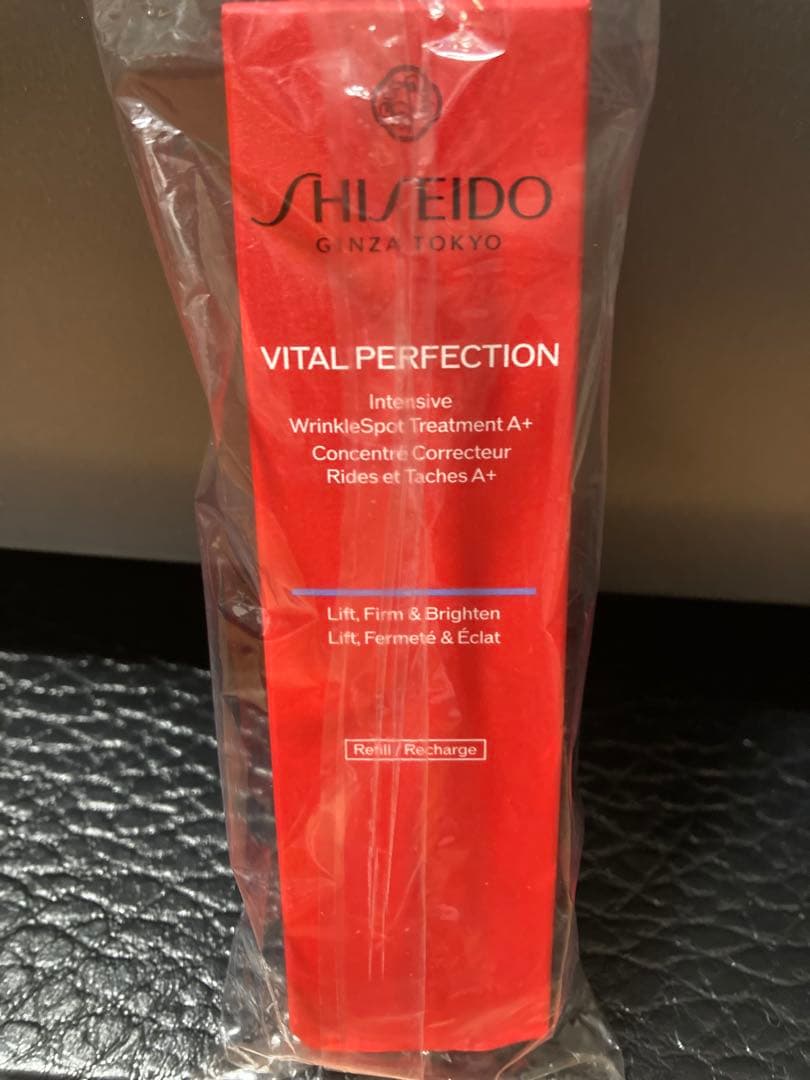 SHISEIDO
GINZA TOKYO
VITAL PERFECTION
Intensive
WrinkleSpot Treatment A+
Concentré Correcteur
Rides et Taches A+
Lift, Firm & Brighten
Lift, Fermeté & Éclat
Refill / Recharge